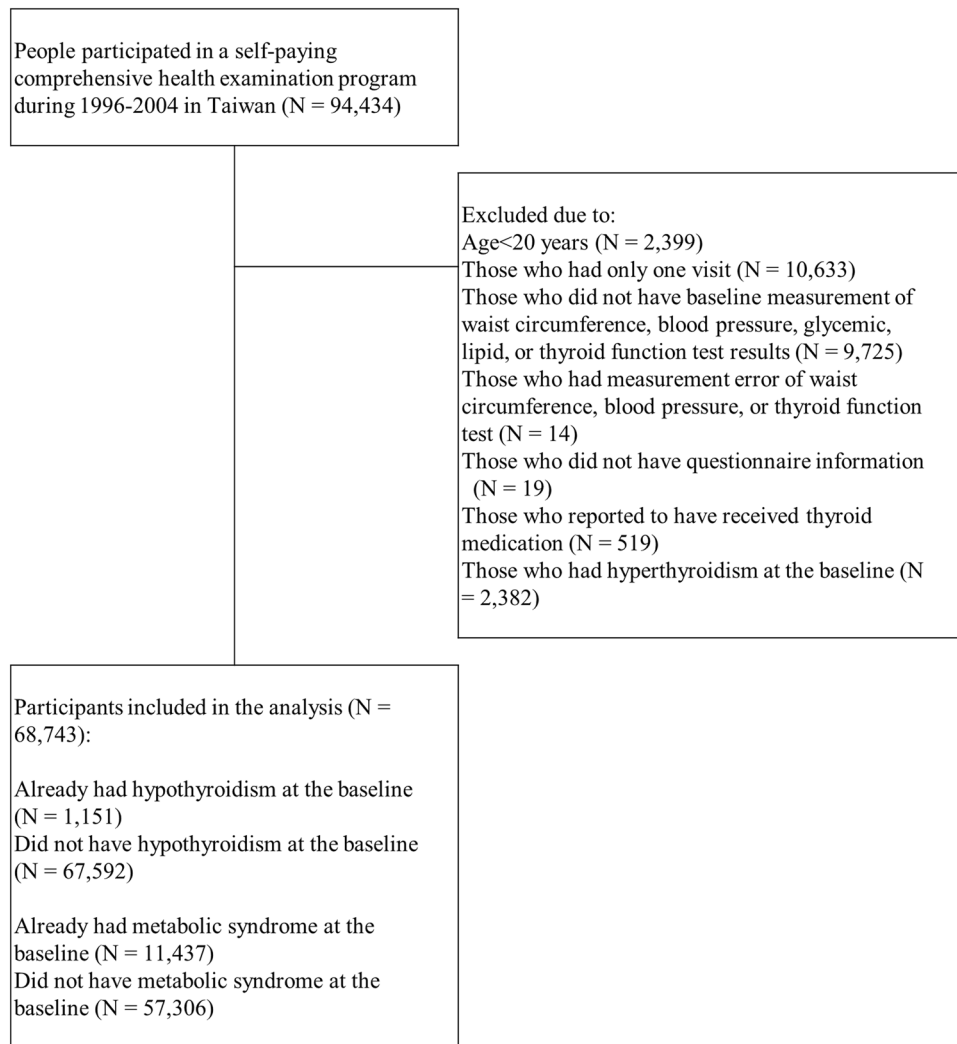 People participated in a self-paying
comprehensive health examination program
during 1996-2004 in Taiwan (N = 94,434)
Excluded due to:
Age<20 years (N = 2,399)
Those who had only one visit (N = 10,633)
Those who did not have baseline measurement of
waist circumference, blood pressure, glycemic,
lipid, or thyroid function test results (N = 9,725)
Those who had measurement error of waist
circumference, blood pressure, or thyroid function
test (N = 14)
Those who did not have questionnaire information
(N = 19)
Those who reported to have received thyroid
medication (N = 519)
Those who had hyperthyroidism at the baseline (N
= 2,382)
Participants included in the analysis (N =
68,743):
Already had hypothyroidism at the baseline
(N = 1,151)
Did not have hypothyroidism at the baseline
(N = 67,592)
Already had metabolic syndrome at the
baseline (N = 11,437)
Did not have metabolic syndrome at the
baseline (N = 57,306)